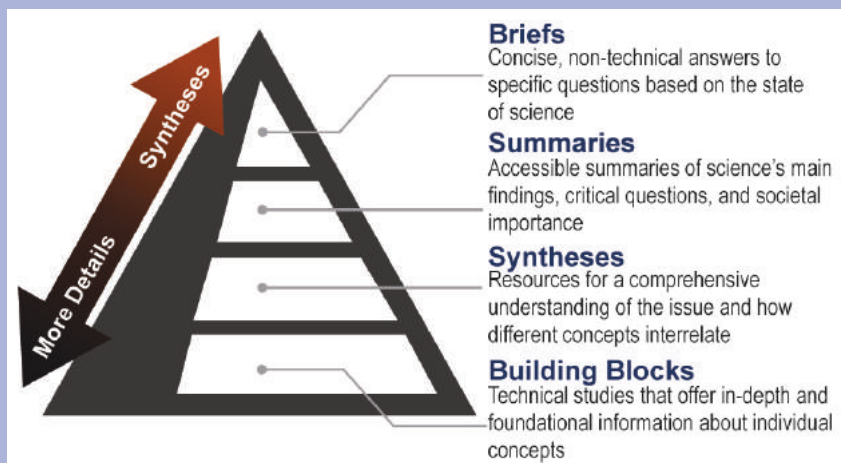 Syntheses
More Details
Briefs
Concise, non-technical answers to
specific questions based on the state
of science
Summaries
Accessible summaries of science's main
findings, critical questions, and societal
importance
Syntheses
Resources for a comprehensive
understanding of the issue and how
different concepts interrelate
Building Blocks
Technical studies that offer in-depth and
foundational information about individual
concepts